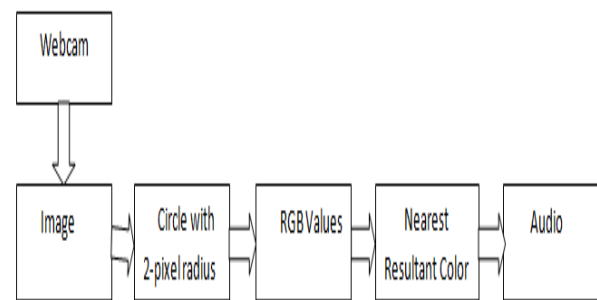 Webcam
Image
Circle with
2-pixel radius
RGB Values
Nearest
Resultant Color
Audio